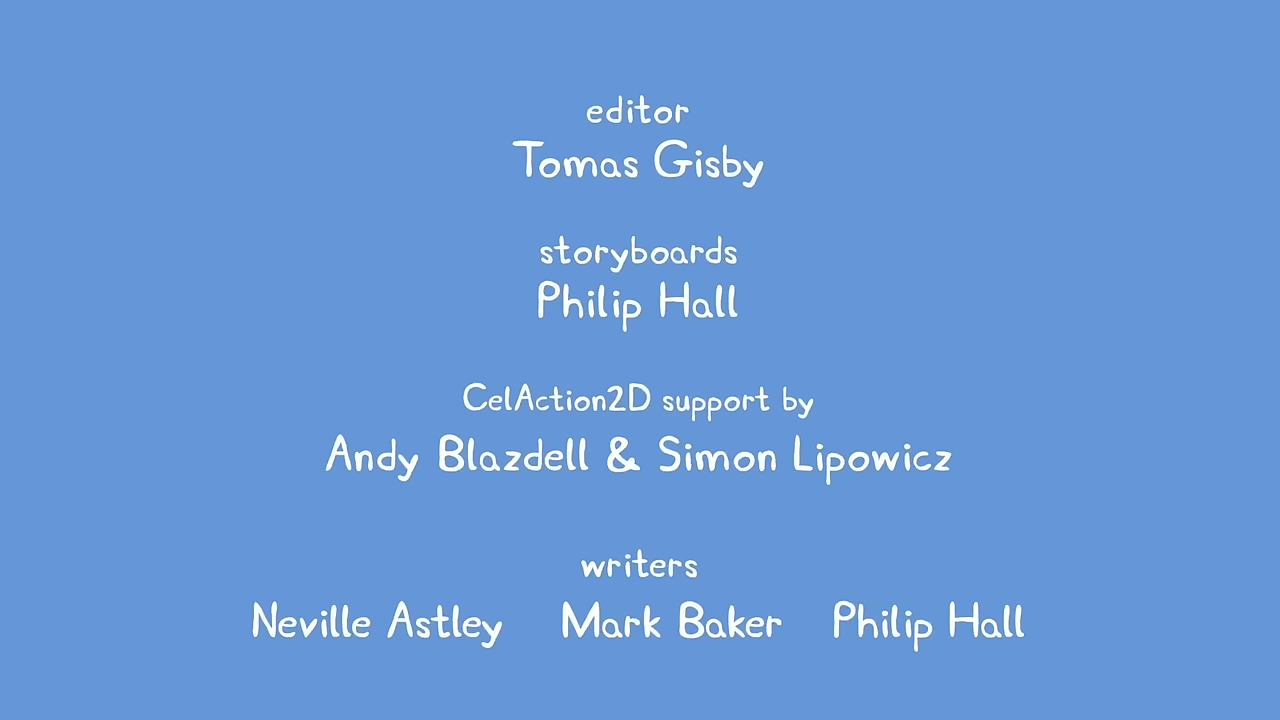 editor
Tomas Gisby
storyboards
Philip Hall
CelAction2D support by
Andy Blazdell & Simon Lipowicz
writers
Neville Astley Mark Baker Philip Hall